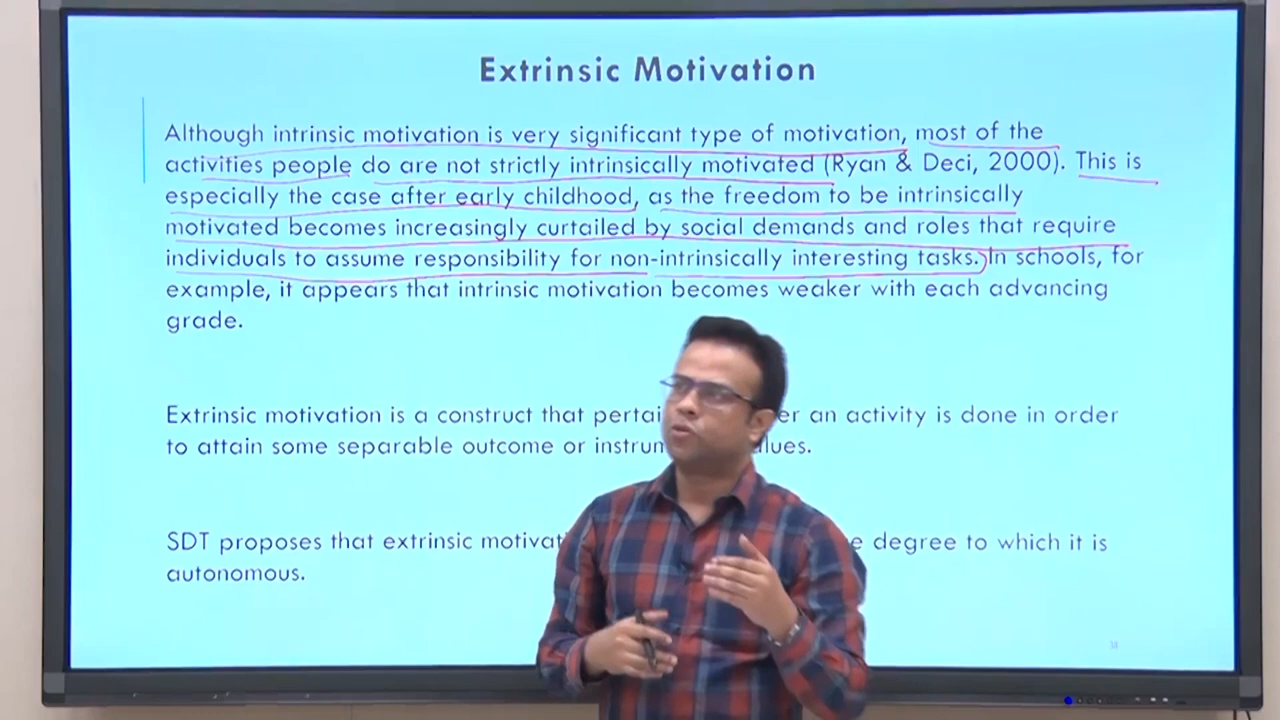 Extrinsic Motivation
Although intrinsic motivation is very significant type of motivation, most of the
activities people do are not strictly intrinsically motivated (Ryan & Deci, 2000). This is
especially the case after early childhood, as the freedom to be intrinsically
motivated becomes increasingly curtailed by social demands and roles that require
individuals to assume responsibility for non-intrinsically interesting tasks. In schools, for
example, it appears that intrinsic motivation becomes weaker with each advancing
grade.
Extrinsic motivation is a construct that an activity is done in order
to attain some separable outcome or
SDT proposes that extrinsic degree to which it is
autonomous.